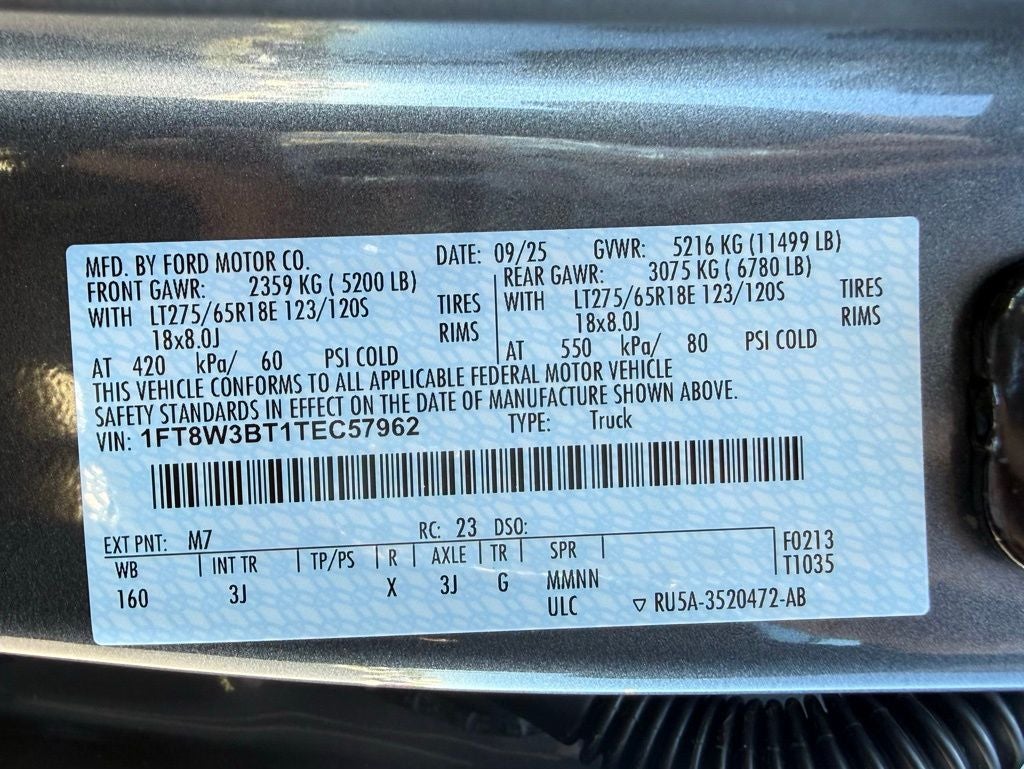 MFD. BY FORD MOTOR CO. DATE: 09/25 GVWR: 5216 KG (11499 LB)
FRONT GAWR: 2359 KG ( 5200 LB) REAR GAWR: 3075 KG ( 6780 LB)
WITH LT275/65R18E 123/120S TIRES WITH LT275/65R18E 123/120S TIRES
18x8.0J RIMS 18x8.0J RIMS
AT 420 kPa/ 60 PSI COLD AT 550 kPa/ 80 PSI COLD
THIS VEHICLE CONFORMS TO ALL APPLICABLE FEDERAL MOTOR VEHICLE
SAFETY STANDARDS IN EFFECT ON THE DATE OF MANUFACTURE SHOWN ABOVE.
VIN: 1FT8W3BT1TEC57962 TYPE: Truck
EXT PNT: M7 RC: 23 DSO:
WB INT TR TP/PS R AXLE TR SPR F0213
160 3J X 3J G MMNN T1035
ULC RU5A-3520472-AB